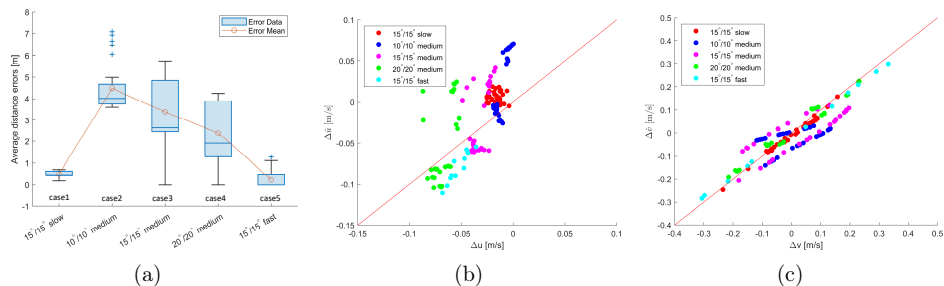 Average distance errors [m]
8
7
6
5
4
3
2
1
0
-1
Error Data
Error Mean
case1
case2
case3
case4
case5
15°/15° slow
10°/10° medium
15°/15° medium
20°/20° medium
15°/15° fast
(a)
0.1
0.05
0
-0.05
-0.1
-0.15
[m/s]
15°/15° slow
10°/10° medium
15°/15° medium
20°/20° medium
15°/15° fast
-0.15
-0.1
-0.05
0
0.05
0.1
Δu [m/s]
(b)
0.5
0.4
0.3
0.2
0.1
0
-0.1
-0.2
-0.3
-0.4
[m/s]
15°/15° slow
10°/10° medium
15°/15° medium
20°/20° medium
15°/15° fast
-0.4
-0.3
-0.2
-0.1
0
0.1
0.2
0.3
0.4
0.5
Δv [m/s]
(c)